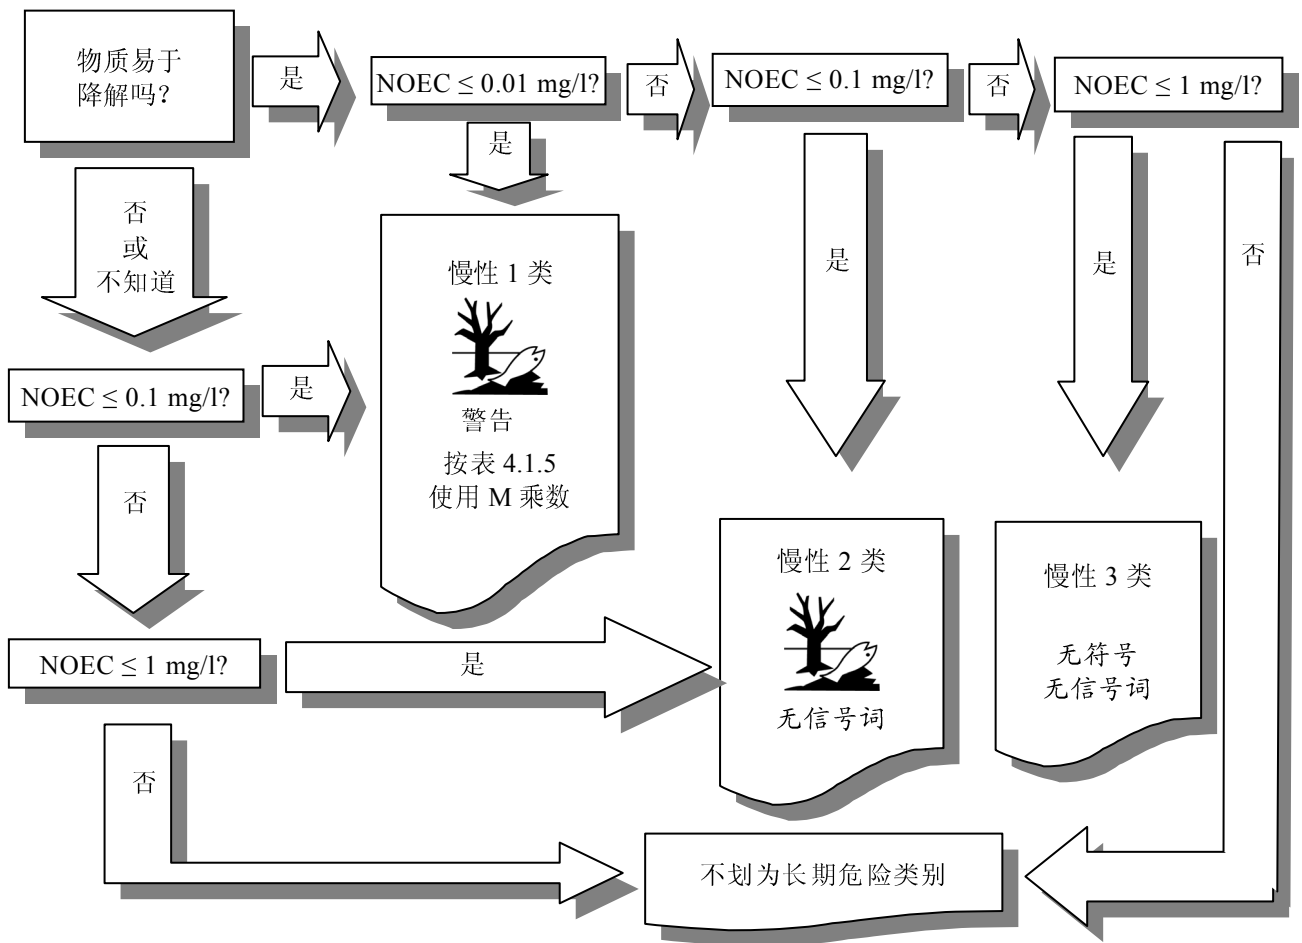 物质易于
降解吗？
是
NOEC ≤ 0.01 mg/l?
否
NOEC ≤ 0.1 mg/l?
否
NOEC ≤ 1 mg/l?
是
否
或
不知道
慢性 1 类
警告
按表 4.1.5
使用 M 乘数
是
是
否
NOEC ≤ 0.1 mg/l?
是
否
慢性 2 类
无信号词
慢性 3 类
无符号
无信号词
NOEC ≤ 1 mg/l?
是
否
不划为长期危险类别